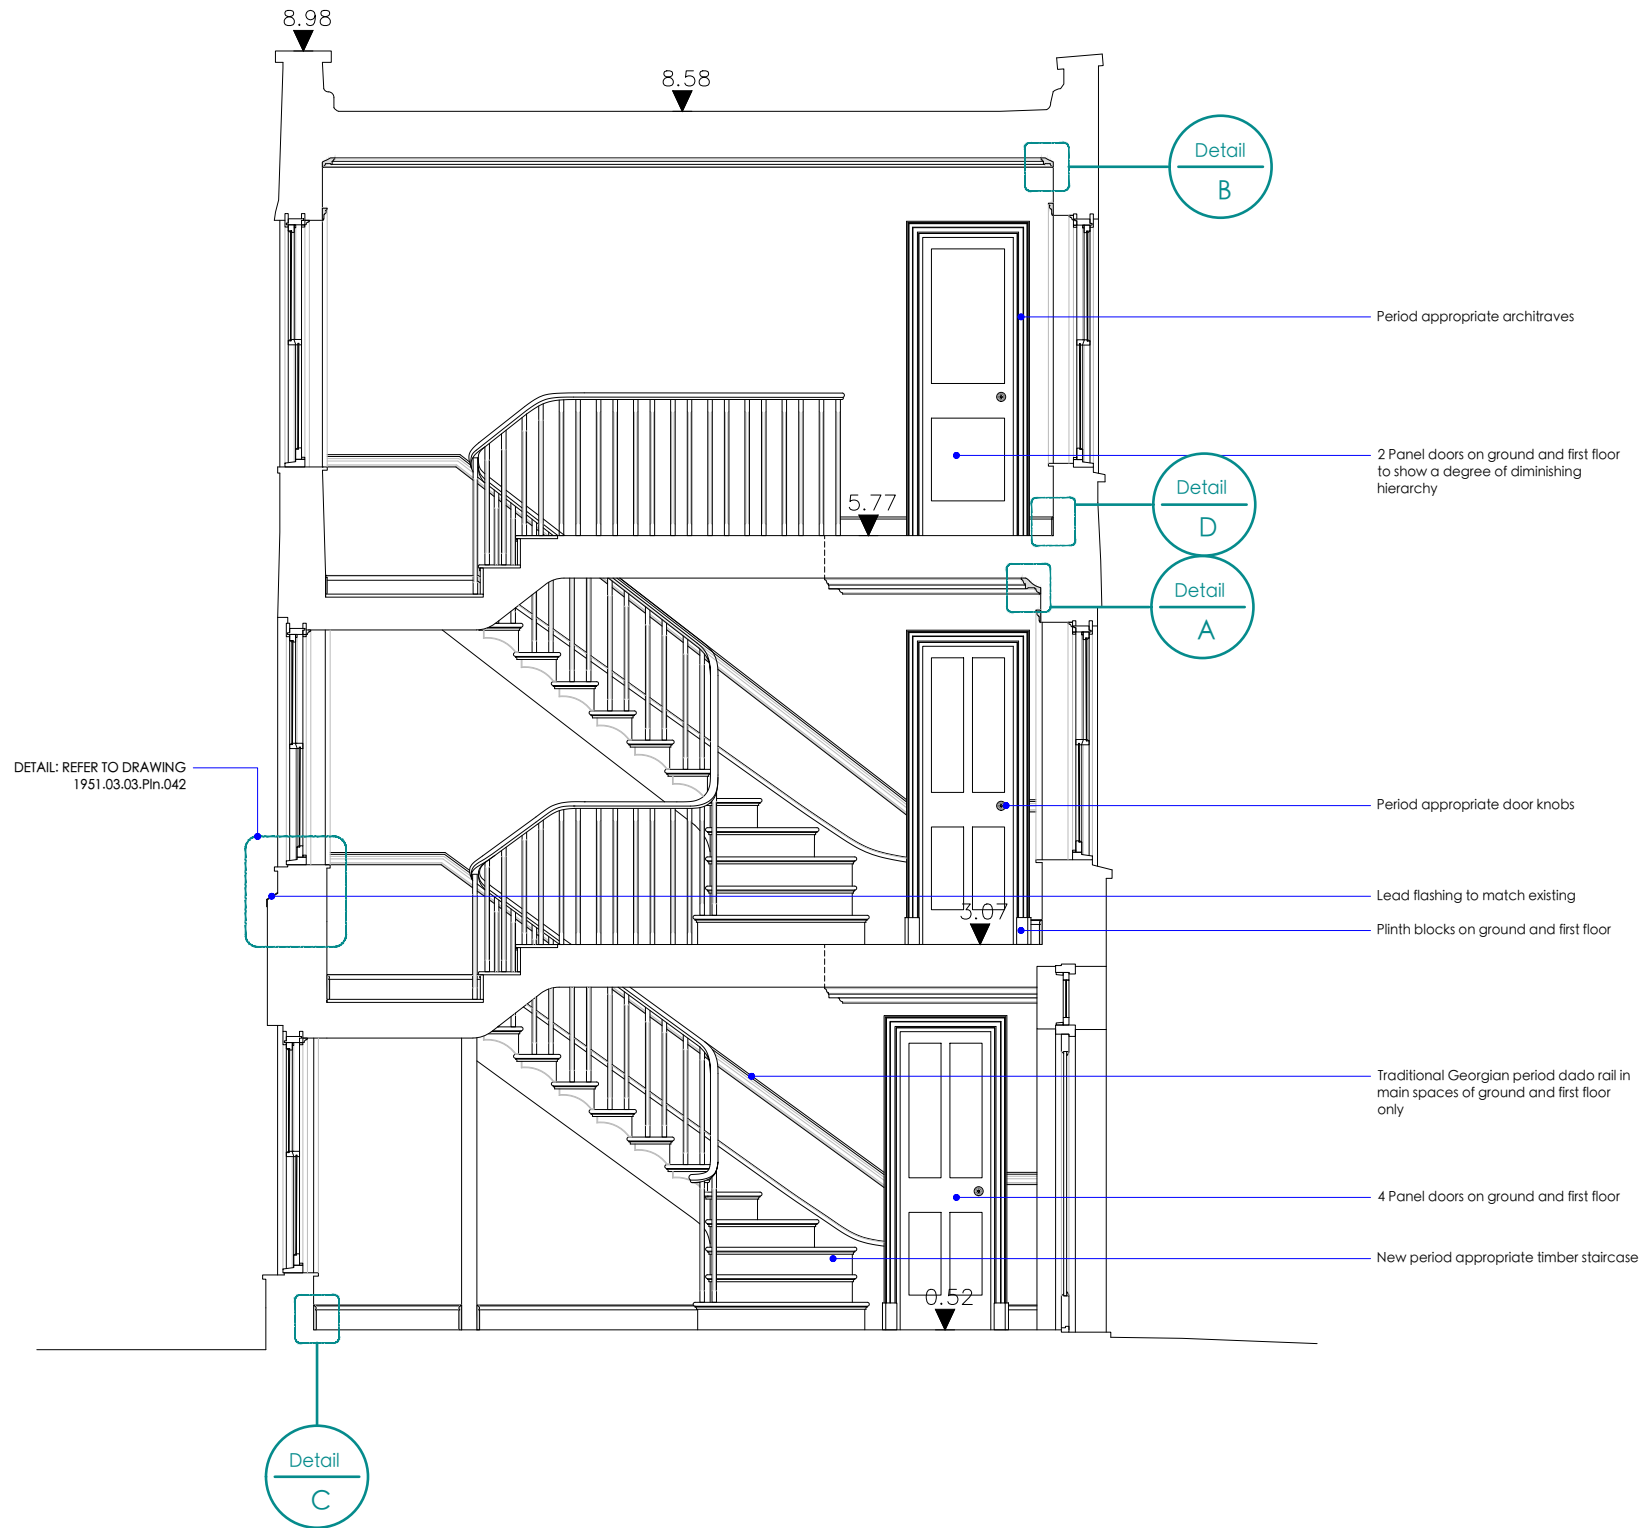 8.98
8.58
Detail
B
Period appropriate architraves
2 Panel doors on ground and first floor
to show a degree of diminishing
hierarchy
5.77
Detail
D
Detail
A
DETAIL: REFER TO DRAWING
1951.03.03.Pln.042
Period appropriate door knobs
Lead flashing to match existing
3.07
Plinth blocks on ground and first floor
Traditional Georgian period dado rail in
main spaces of ground and first floor
only
4 Panel doors on ground and first floor
New period appropriate timber staircase
0.52
Detail
C